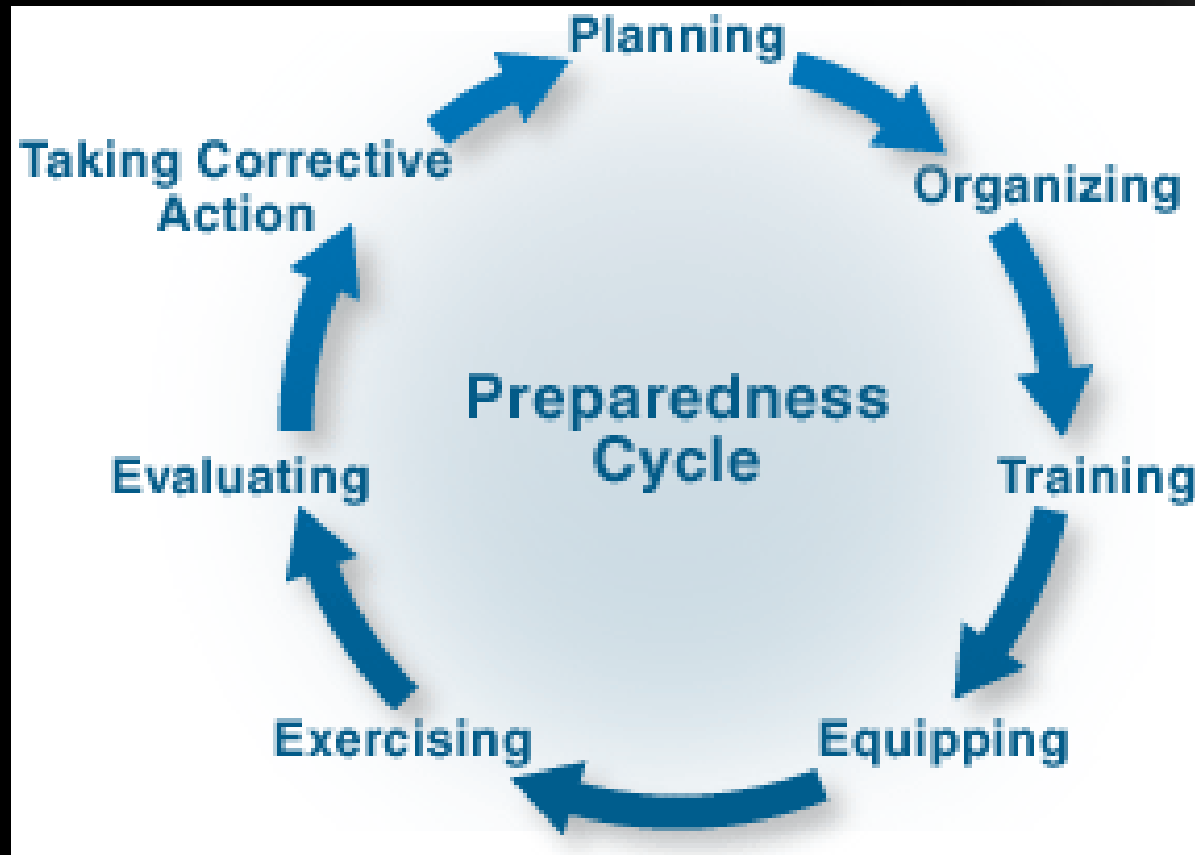 Planning
Organizing
Training
Equipping
Exercising
Evaluating
Taking Corrective
Action
Preparedness
Cycle